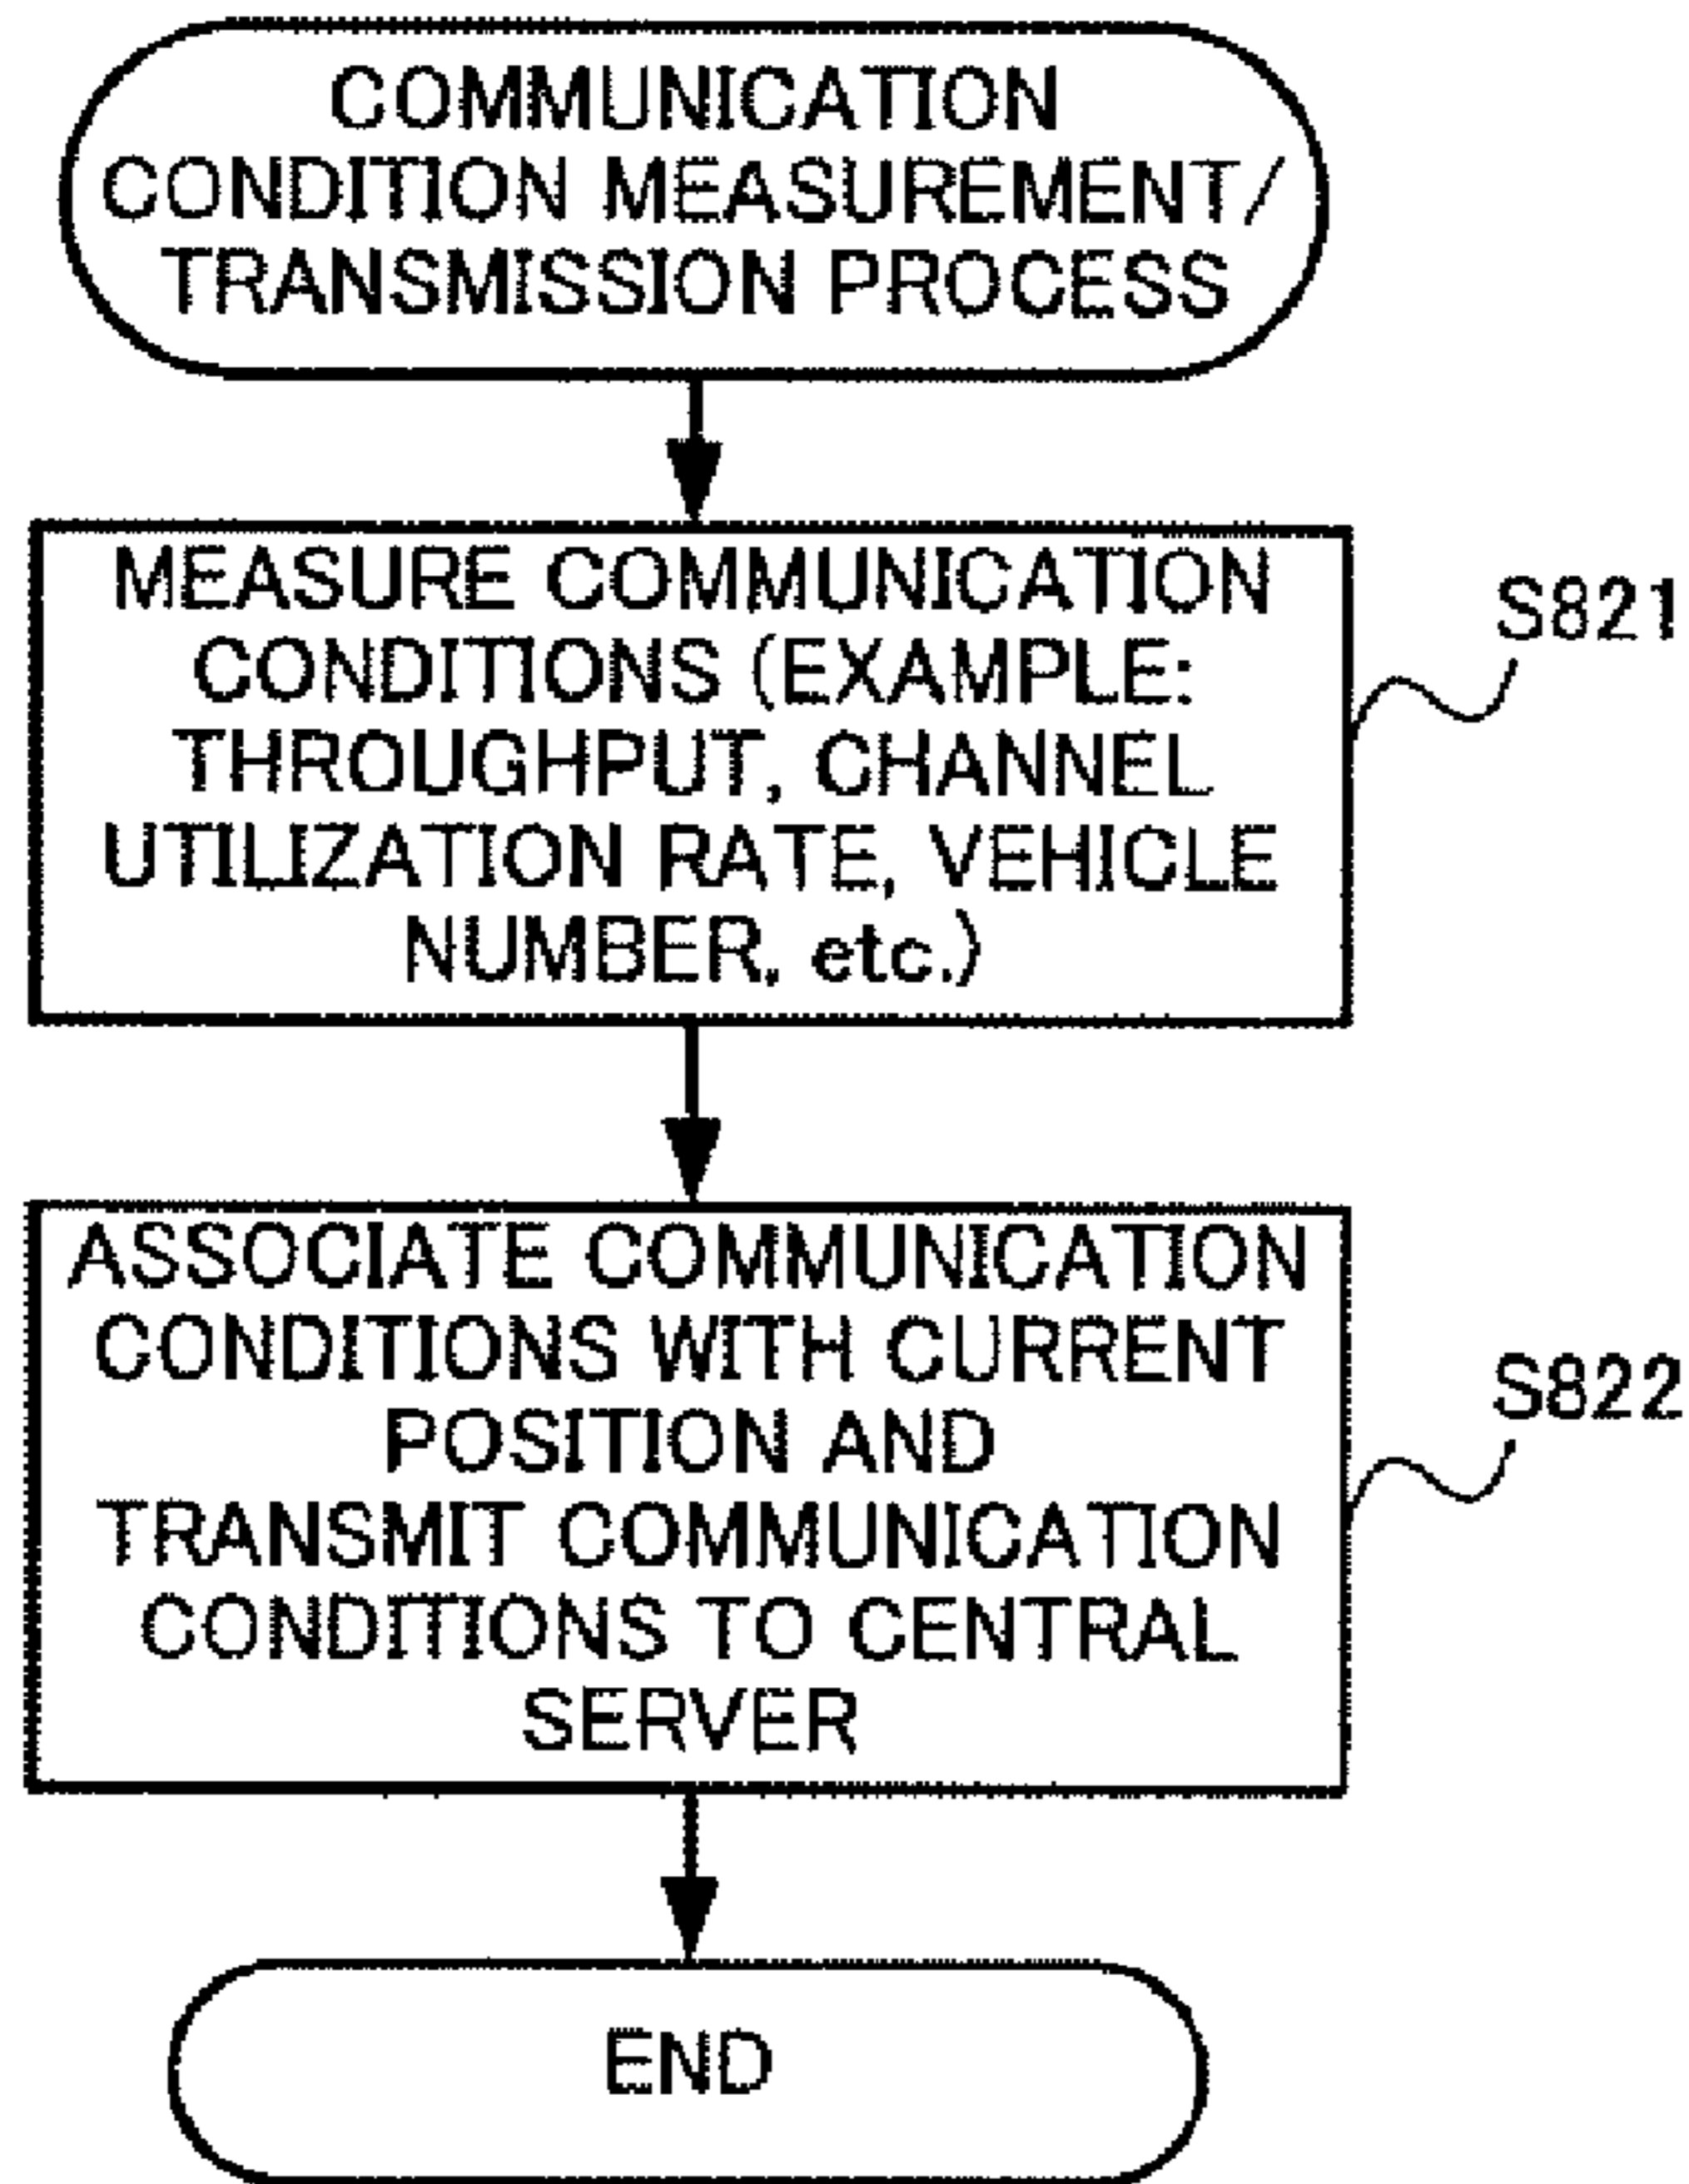 COMMUNICATION
CONDITION MEASUREMENT/
TRANSMISSION PROCESS
MEASURE COMMUNICATION
CONDITIONS (EXAMPLE:
THROUGHPUT, CHANNEL
UTILIZATION RATE, VEHICLE
NUMBER, etc.)
S821
ASSOCIATE COMMUNICATION
CONDITIONS WITH CURRENT
POSITION AND
TRANSMIT COMMUNICATION
CONDITIONS TO CENTRAL
SERVER
S822
END